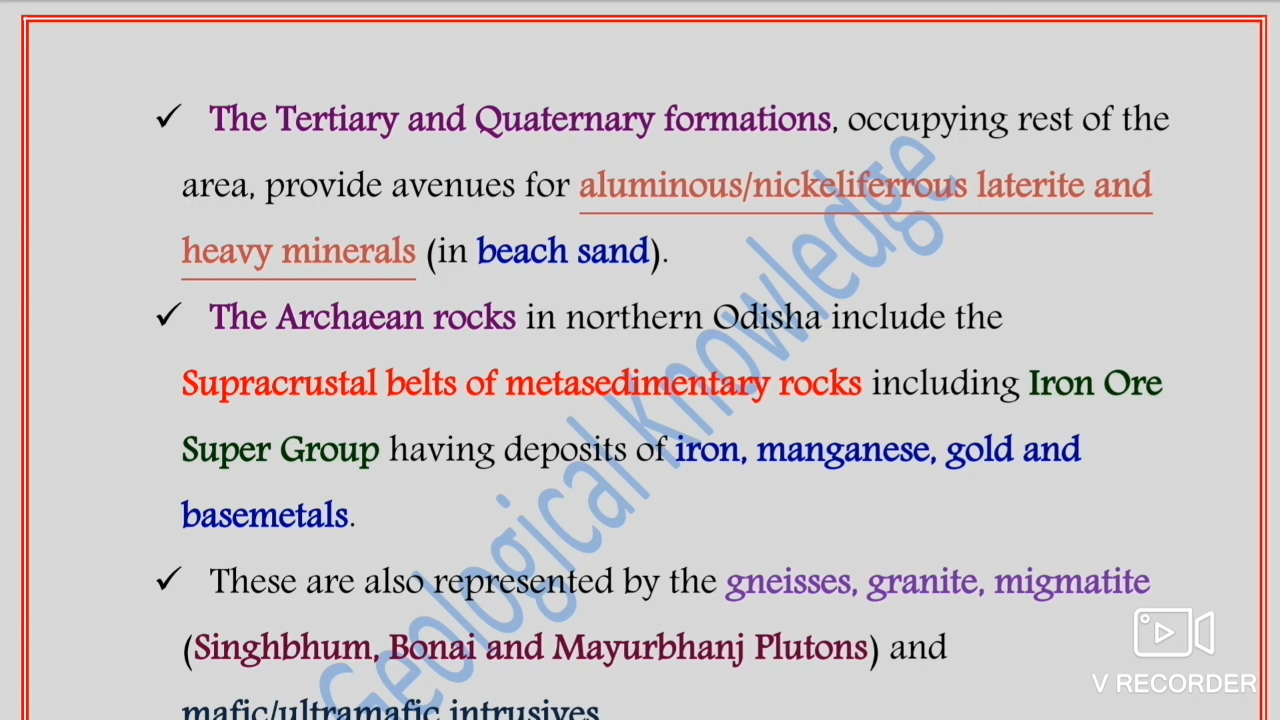 ✓ The Tertiary and Quaternary formations, occupying rest of the
area, provide avenues for aluminous/nickeliferrous laterite and
heavy minerals (in beach sand).
✓ The Archaean rocks in northern Odisha include the
Supracrustal belts of metasedimentary rocks including Iron Ore
Super Group having deposits of iron, manganese, gold and
basemetals.
✓ These are also represented by the gneisses, granite, migmatite
(Singhbhum, Bonai and Mayurbhanj Plutons) and
mafic/ultramafic intrusives
Geological Knowledge
V RECORDER